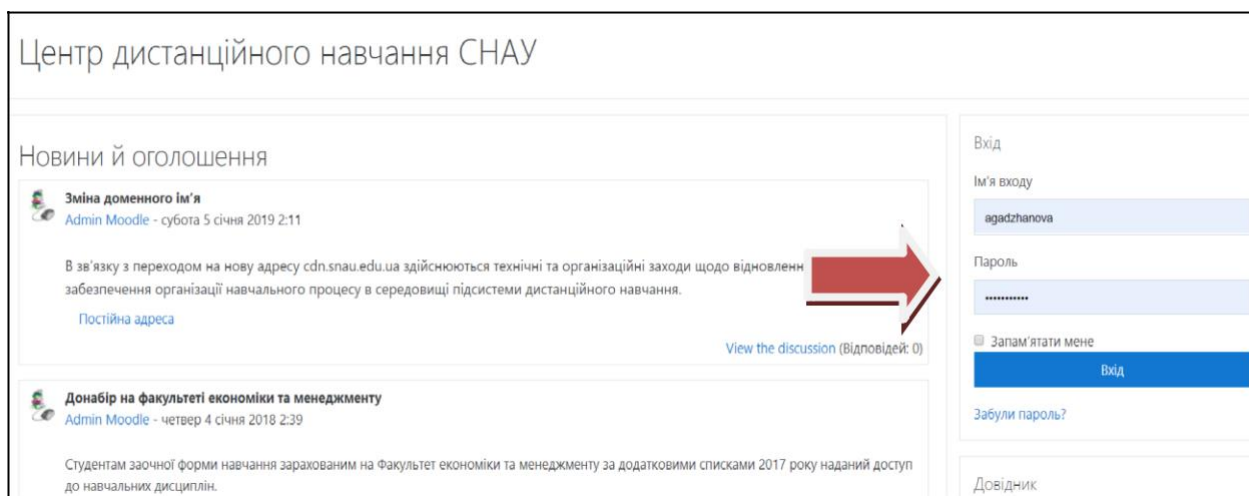 Центр дистанційного навчання СНАУ
Новини й оголошення
Зміна доменного ім'я
Admin Moodle - субота 5 січня 2019 2:11
В зв'язку з переходом на нову адресу cdn.snau.edu.ua здійснюються технічні та організаційні заходи щодо
забезпечення організації навчального процесу в середовищі підсистеми дистанційного навчання.
Постійна адреса
View the discussion (Відповідей: 0)
Донабір на факультеті економіки та менеджменту
Admin Moodle - четвер 4 січня 2018 2:39
Студентам заочної форми навчання зарахованим на Факультет економіки та менеджменту за додатковими списками 2017 року наданий доступ
до навчальних дисциплін.
Вхід
Ім'я входу
agadzhanova
Пароль
•••••••••••
Запам'ятати мене
Вхід
Забули пароль?
Довідник